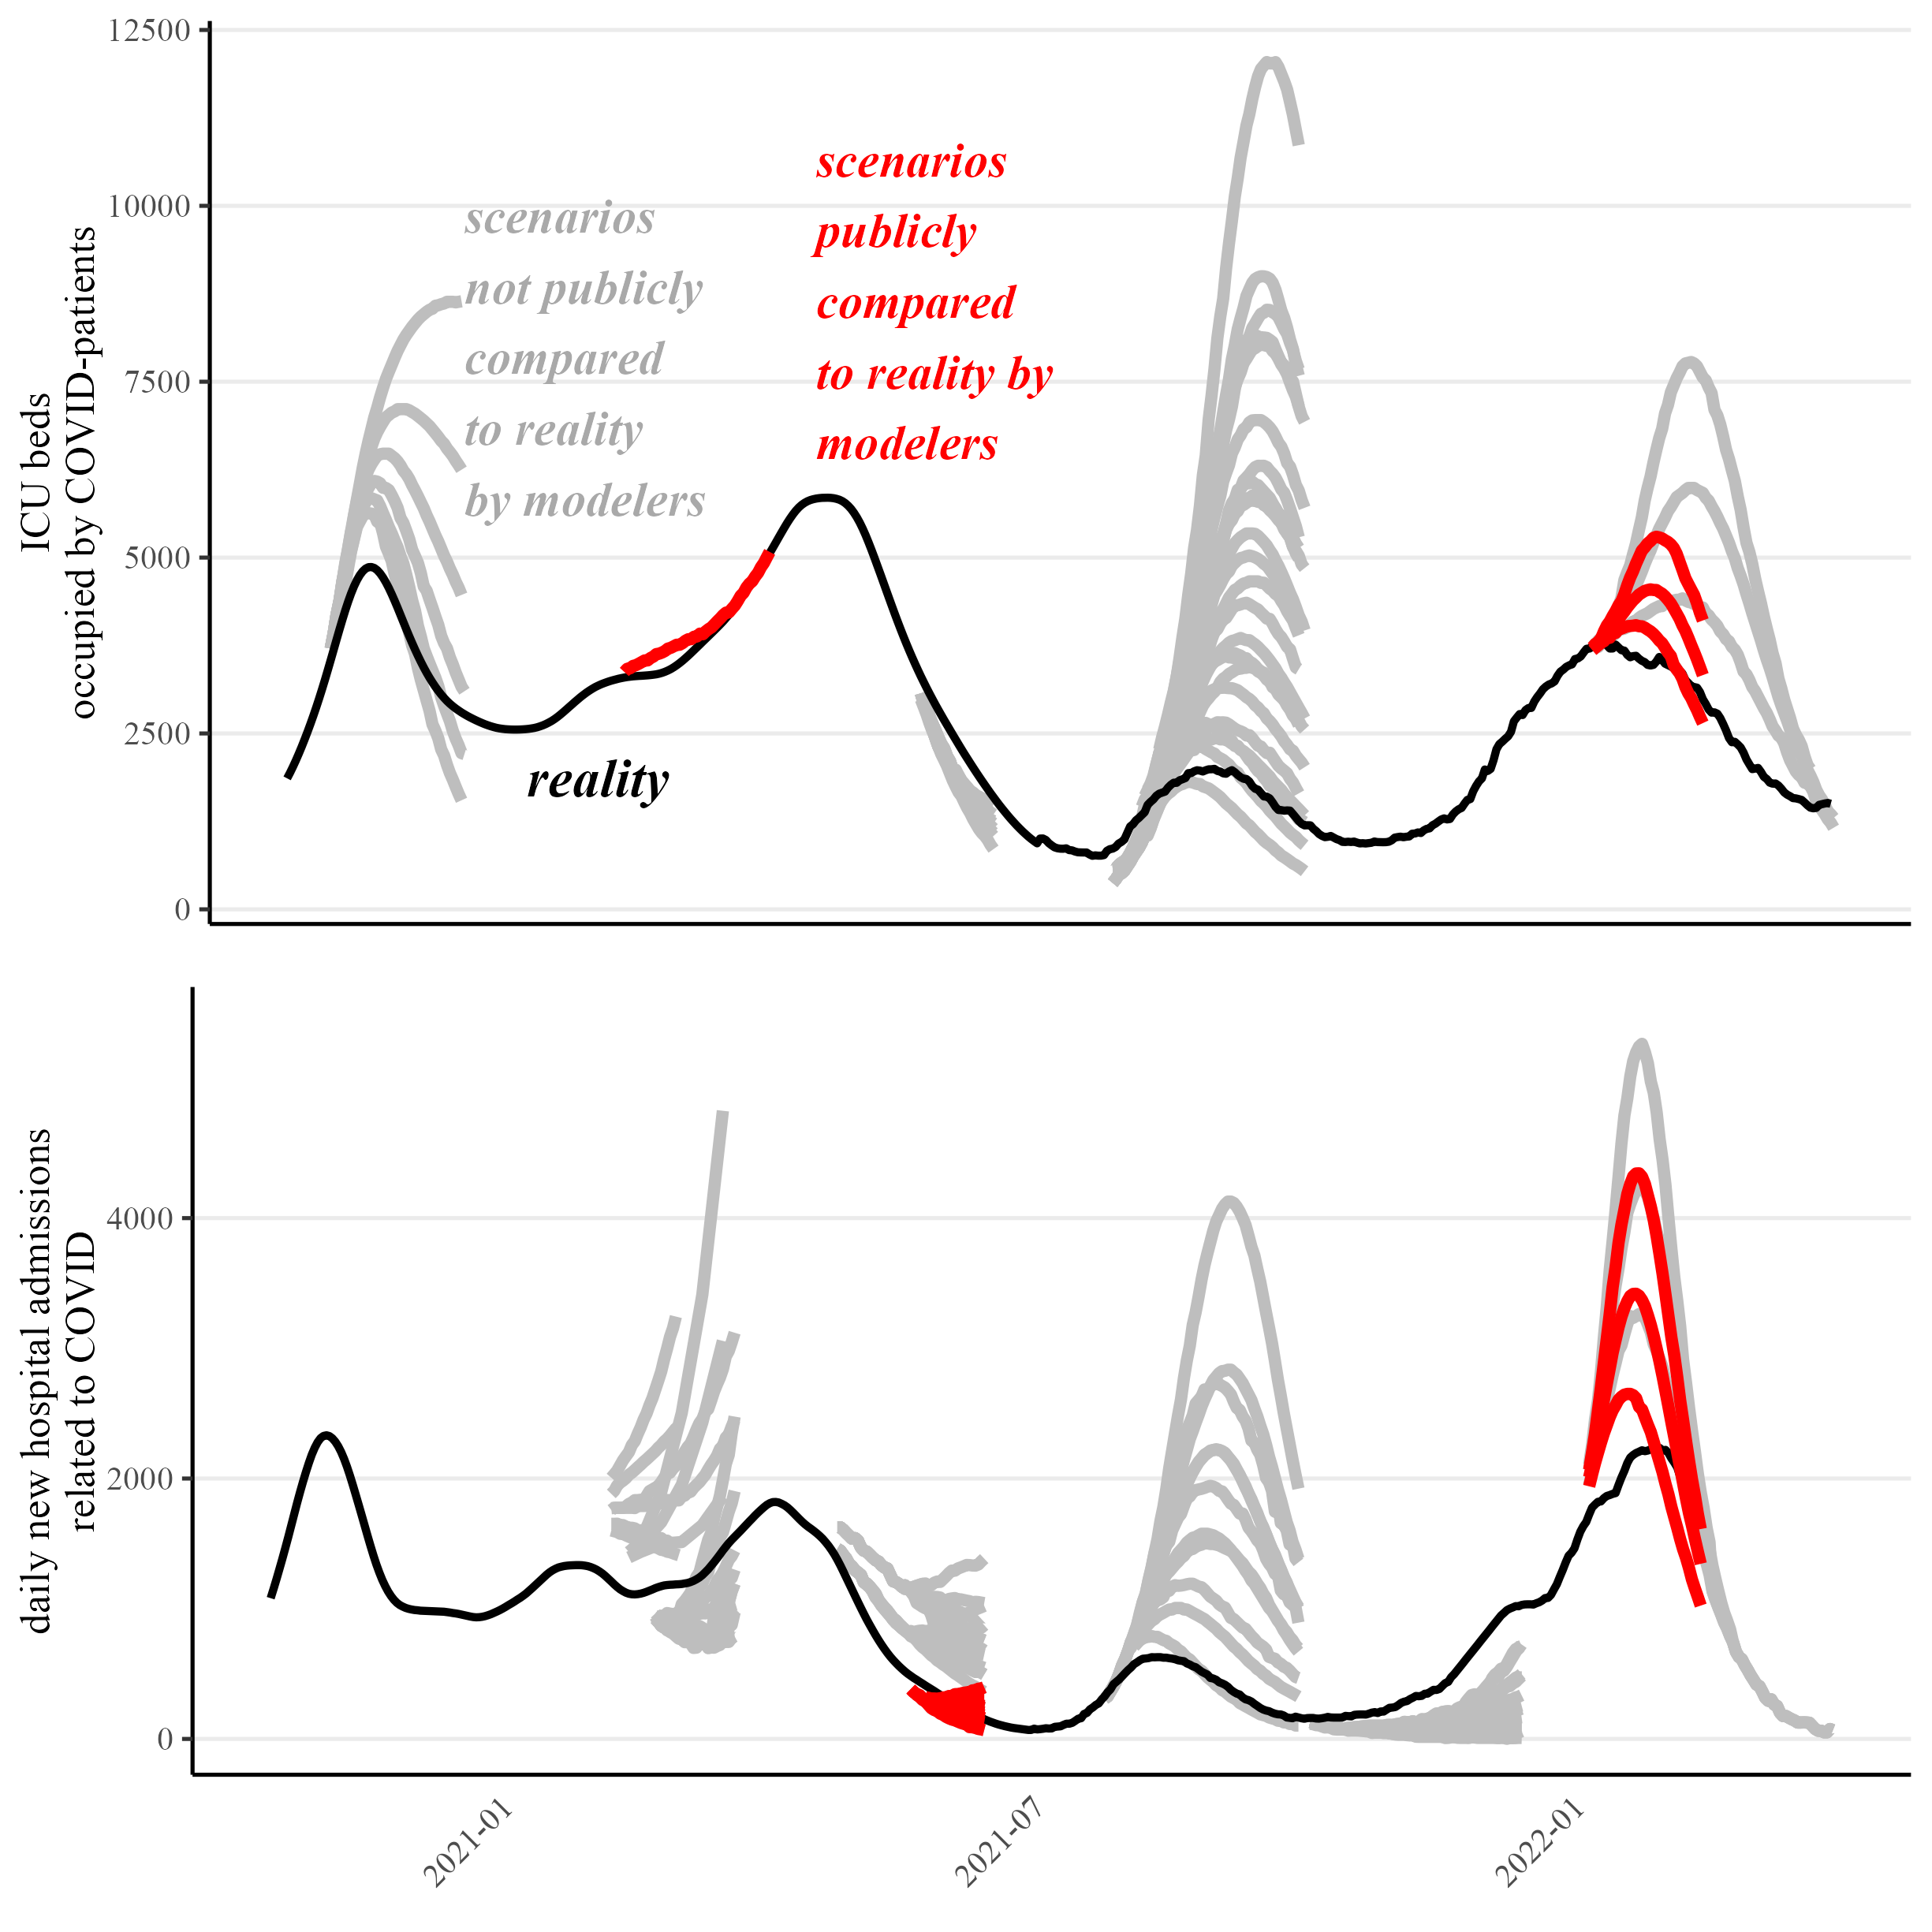 12500
10000
7500
5000
2500
0
ICU beds
occupied by COVID-patients
scenarios
not publicly
compared
to reality
by modelers
scenarios
publicly
compared
to reality by
modelers
reality
4000
2000
0
daily new hospital admissions
related to COVID
2021-01
2021-07
2022-01